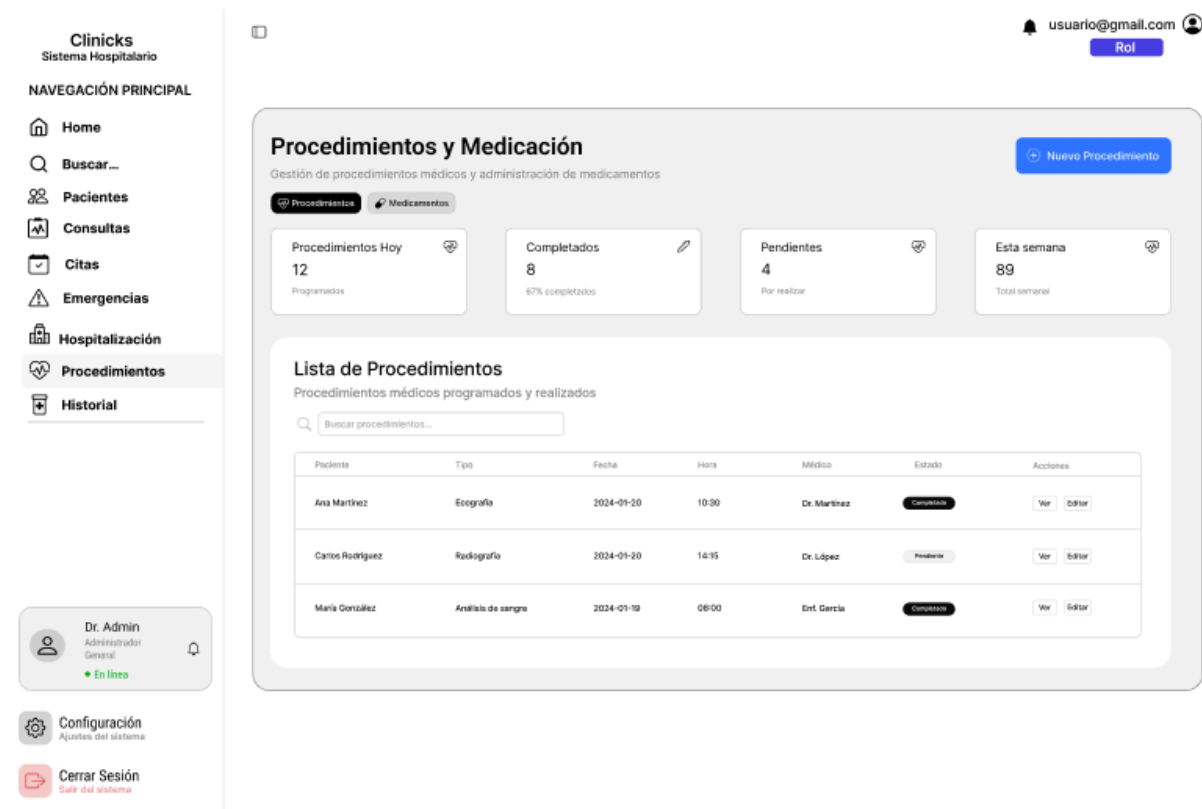 Clinicks
Sistema Hospitalario
NAVEGACIÓN PRINCIPAL
Home
Buscar...
Pacientes
Consultas
Citas
Emergencias
Hospitalización
Procedimientos
Historial
Dr. Admin
Administrador
General
En línea
Configuración
Ajustes del sistema
Cerrar Sesión
Salir del sistema
usuario@gmail.com
Rol
Procedimientos y Medicación
Gestión de procedimientos médicos y administración de medicamentos
Nuevo Procedimiento
Procedimientos Medicamentos
Procedimientos Hoy
12
Programados
Completados
8
67% completados
Pendientes
4
Por realizar
Esta semana
89
Total semanal
Lista de Procedimientos
Procedimientos médicos programados y realizados
Buscar procedimientos...
Paciente Tipo Fecha Hora Médico Estado Acciones
Ana Martínez Ecografía 2024-01-20 10:30 Dr. Martínez Completado Ver Editar
Carlos Rodríguez Radiografía 2024-01-20 14:15 Dr. López Pendiente Ver Editar
María González Análisis de sangre 2024-01-19 08:00 Enf. García Completado Ver Editar